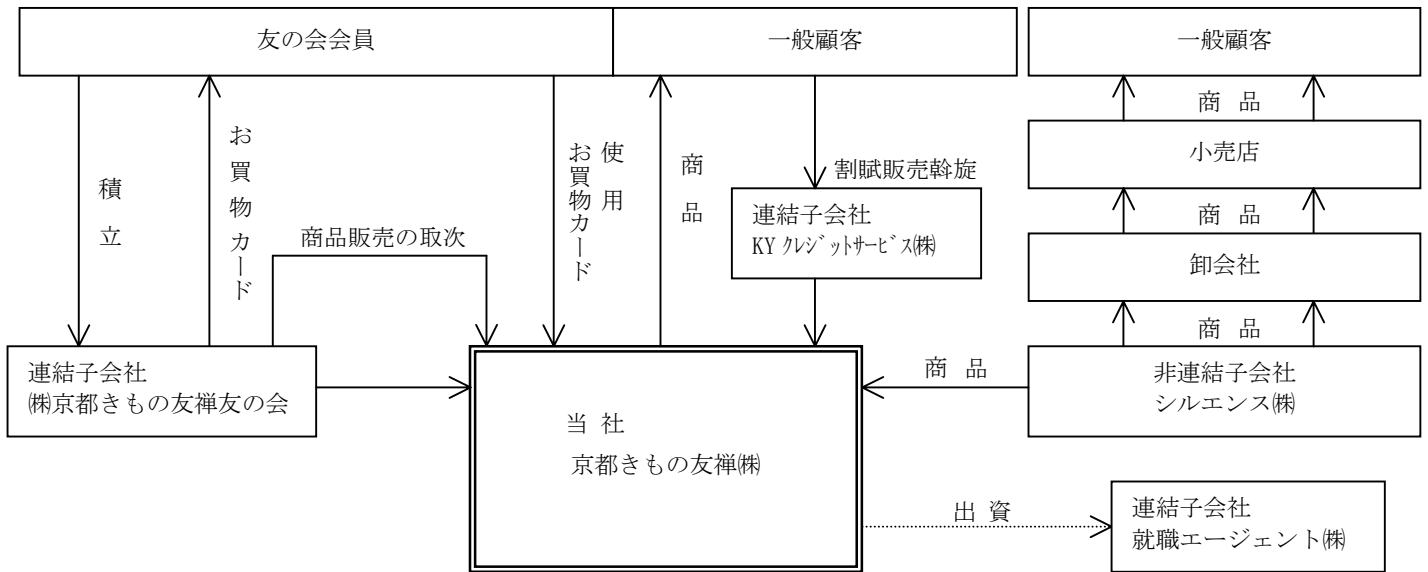 友の会会員
一般顧客
一般顧客
商 品
小売店
積 立
お買物カード
お買物カード
使 用
商 品
割賦販売斡旋
商 品
連結子会社
KY クレジットサービス㈱
商品販売の取次
卸会社
商 品
連結子会社
㈱京都きもの友禅友の会
商 品
非連結子会社
シルエンス㈱
当 社
京都きもの友禅㈱
出 資
連結子会社
就職エージェント㈱